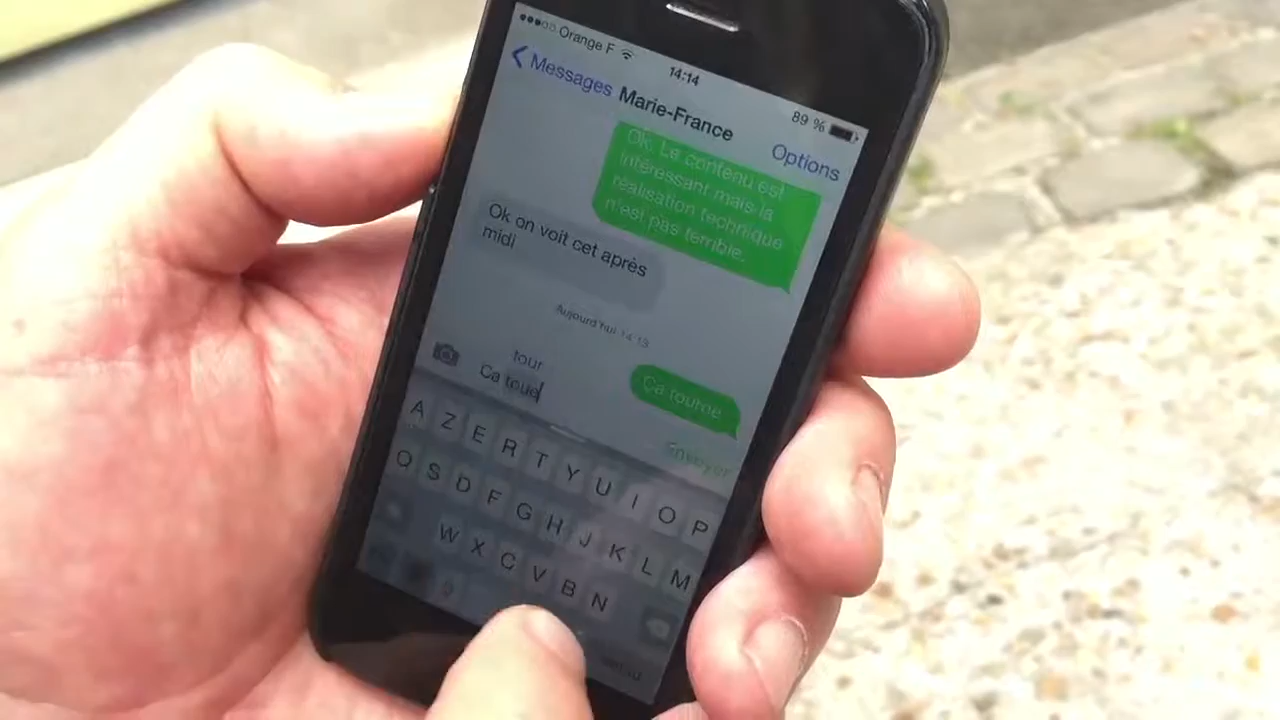 Orange F
14:14
89 %
Messages
Marie-France
Options
Ok. Le contenu est
intéressant mais la
réalisation technique
n'est pas terrible.
Ok on voit cet après
midi
Aujourd'hui 14:13
Ça tourne
tour
Ca toue
Envoyer
A Z E R T Y U I O P
Q S D F G H J K L M
W X C V B N